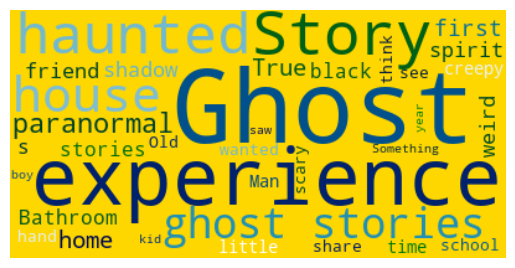 haunted Story first
spirit
friend shadow True black think see creepy
house Ghost
paranormal saw year weird
s stories Old wanted Something
boy experience Man scary
Bathroom ghost stories
hand home kid little share time school